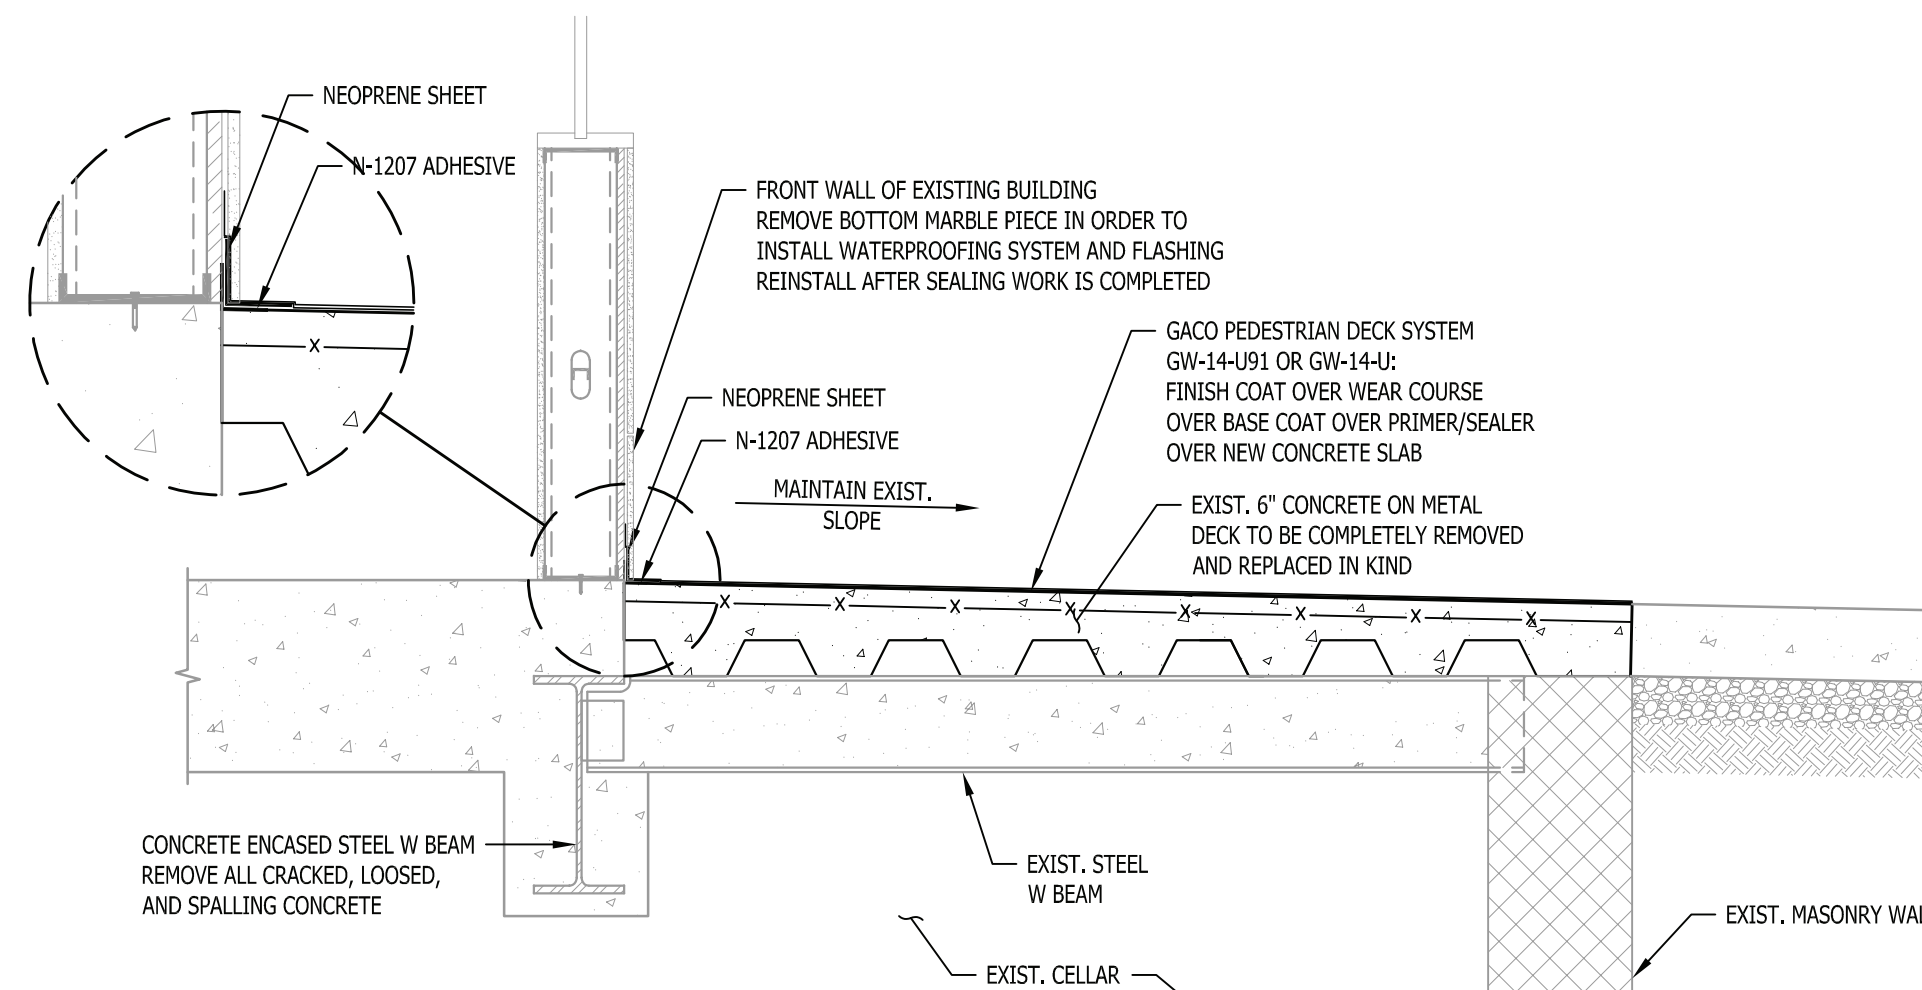 NEOPRENE SHEET
N-1207 ADHESIVE
FRONT WALL OF EXISTING BUILDING
REMOVE BOTTOM MARBLE PIECE IN ORDER TO
INSTALL WATERPROOFING SYSTEM AND FLASHING
REINSTALL AFTER SEALING WORK IS COMPLETED
GACO PEDESTRIAN DECK SYSTEM
GW-14-U91 OR GW-14-U:
FINISH COAT OVER WEAR COURSE
OVER BASE COAT OVER PRIMER/SEALER
OVER NEW CONCRETE SLAB
NEOPRENE SHEET
N-1207 ADHESIVE
MAINTAIN EXIST.
SLOPE
EXIST. 6" CONCRETE ON METAL
DECK TO BE COMPLETELY REMOVED
AND REPLACED IN KIND
X
X X X X X X X X
CONCRETE ENCASED STEEL W BEAM
REMOVE ALL CRACKED, LOOSED,
AND SPALLING CONCRETE
EXIST. STEEL
W BEAM
EXIST. MASONRY WAL
EXIST. CELLAR